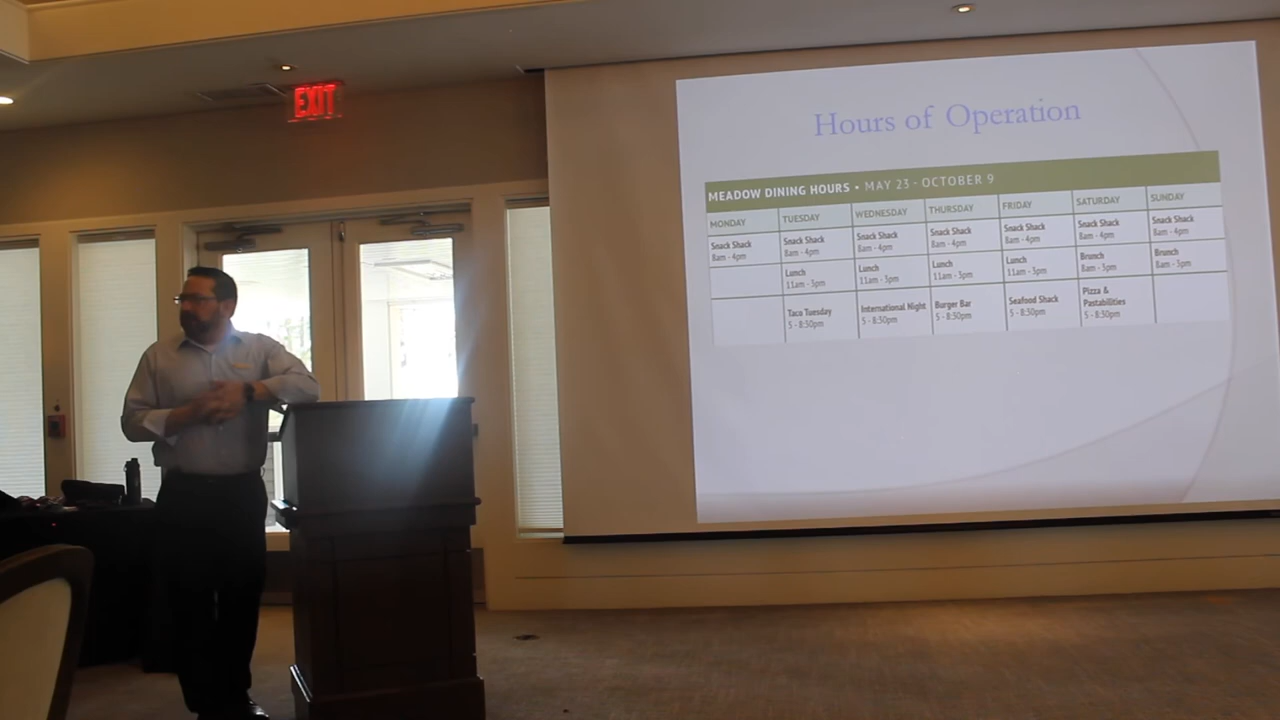 EXIT
Hours of Operation
MEADOW DINING HOURS • MAY 23 - OCTOBER 9
MONDAY TUESDAY WEDNESDAY THURSDAY FRIDAY SATURDAY SUNDAY
Snack Shack Snack Shack Snack Shack Snack Shack Snack Shack Snack Shack Snack Shack
8am - 4pm 8am - 4pm 8am - 4pm 8am - 4pm 8am - 4pm 8am - 4pm 8am - 4pm
Lunch Lunch Lunch Lunch Brunch Brunch
11am - 3pm 11am - 3pm 11am - 3pm 11am - 3pm 8am - 3pm 8am - 3pm
Taco Tuesday International Night Burger Bar Seafood Shack Pizza & Pastabilities
5 - 8:30pm 5 - 8:30pm 5 - 8:30pm 5 - 8:30pm 5 - 8:30pm